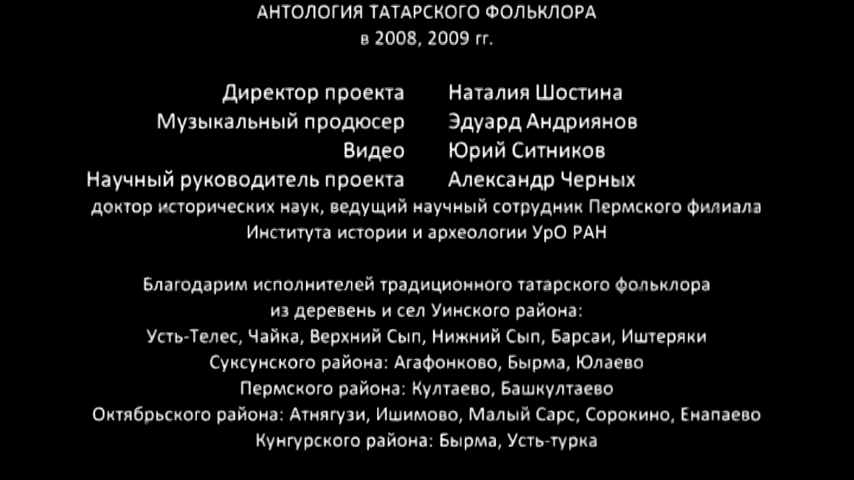 АНТОЛОГИЯ ТАТАРСКОГО ФОЛЬКЛОРА
в 2008, 2009 гг.
Директор проекта Наталия Шостина
Музыкальный продюсер Эдуард Андриянов
Видео Юрий Ситников
Научный руководитель проекта Александр Черных
доктор исторических наук, ведущий научный сотрудник Пермского филиала
Института истории и археологии УрО РАН
Благодарим исполнителей традиционного татарского фольклора
из деревень и сел Уинского района:
Усть-Телес, Чайка, Верхний Сып, Нижний Сып, Барсаи, Иштеряки
Суксунского района: Агафонково, Бырма, Юлаево
Пермского района: Култаево, Башкултаево
Октябрьского района: Атнягузи, Ишимово, Малый Сарс, Сорокино, Енапаево
Кунгурского района: Бырма, Усть-турка